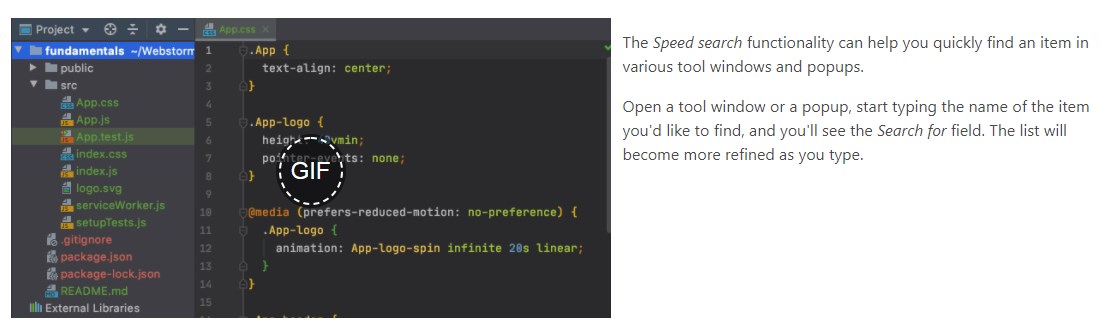 Project
fundamentals ~/Webstorm
public
src
App.css
App.js
App.test.js
index.css
index.js
logo.svg
serviceWorker.js
setupTests.js
.gitignore
package.json
package-lock.json
README.md
External Libraries
App.css
1 .App {
2 text-align: center;
3 }
4
5 .App-logo {
6 vmin;
7 none;
8 }
9
10 @media (prefers-reduced-motion: no-preference) {
11 .App-logo {
12 animation: App-logo-spin infinite 20s linear;
13 }
14 }
15
GIF
The Speed search functionality can help you quickly find an item in
various tool windows and popups.
Open a tool window or a popup, start typing the name of the item
you'd like to find, and you'll see the Search for field. The list will
become more refined as you type.